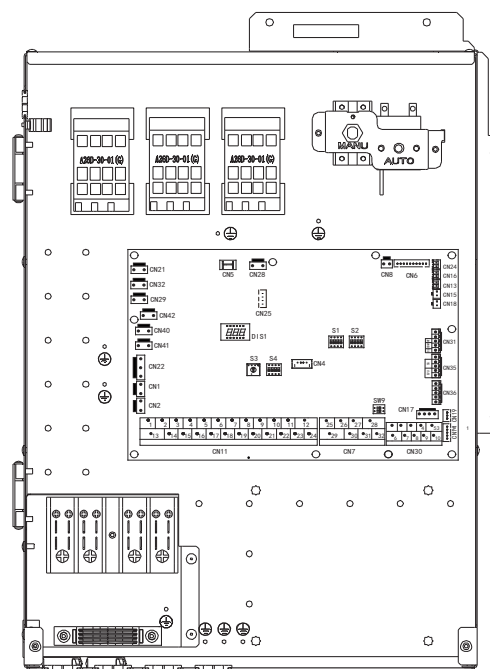 A26D-30-01(G)
A26D-30-01(G)
A26D-30-01(G)
MANU
AUTO
CN21
CN5
CN28
CN8
CN6
CN24
CN16
CN13
CN15
CN18
CN32
CN29
CN25
CN42
CN40
DIS1
S1
S2
CN31
CN41
CN22
S3
S4
CN4
CN35
CN1
CN36
CN2
SW9
CN17
CN19
1 2 3 4 5 6 7 8 9 10 11 12
25 26 27 28
13 14 15 16 17 18 19 20 21 22 23 24
29 30 31 32
CN11
CN7
CN30